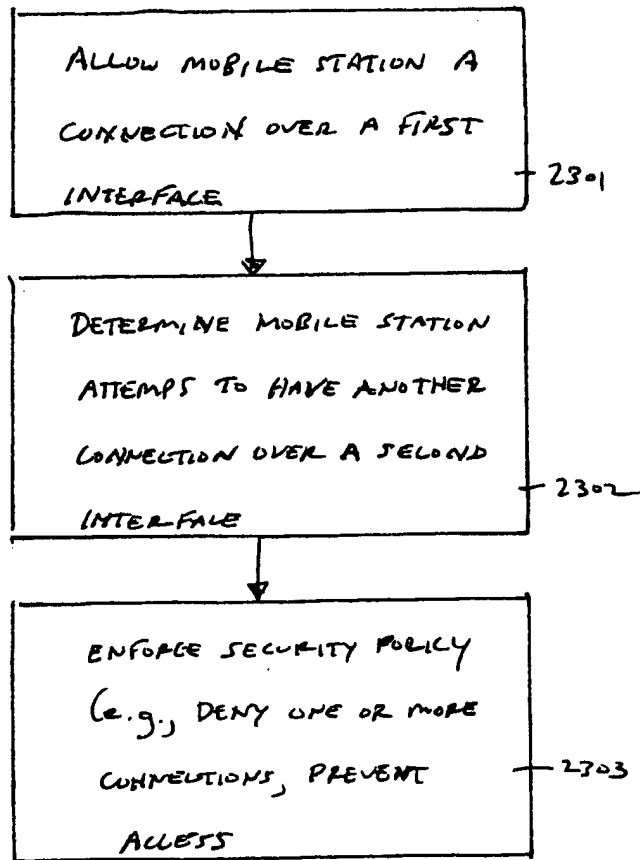 ALLOW MOBILE STATION A
CONNECTION OVER A FIRST
INTERFACE
2301
DETERMINE MOBILE STATION
ATTEMPS TO HAVE ANOTHER
CONNECTION OVER A SECOND
INTERFACE
2302
ENFORCE SECURITY POLICY
(e.g., DENY ONE OR MORE
CONNECTIONS, PREVENT
ACCESS
2303